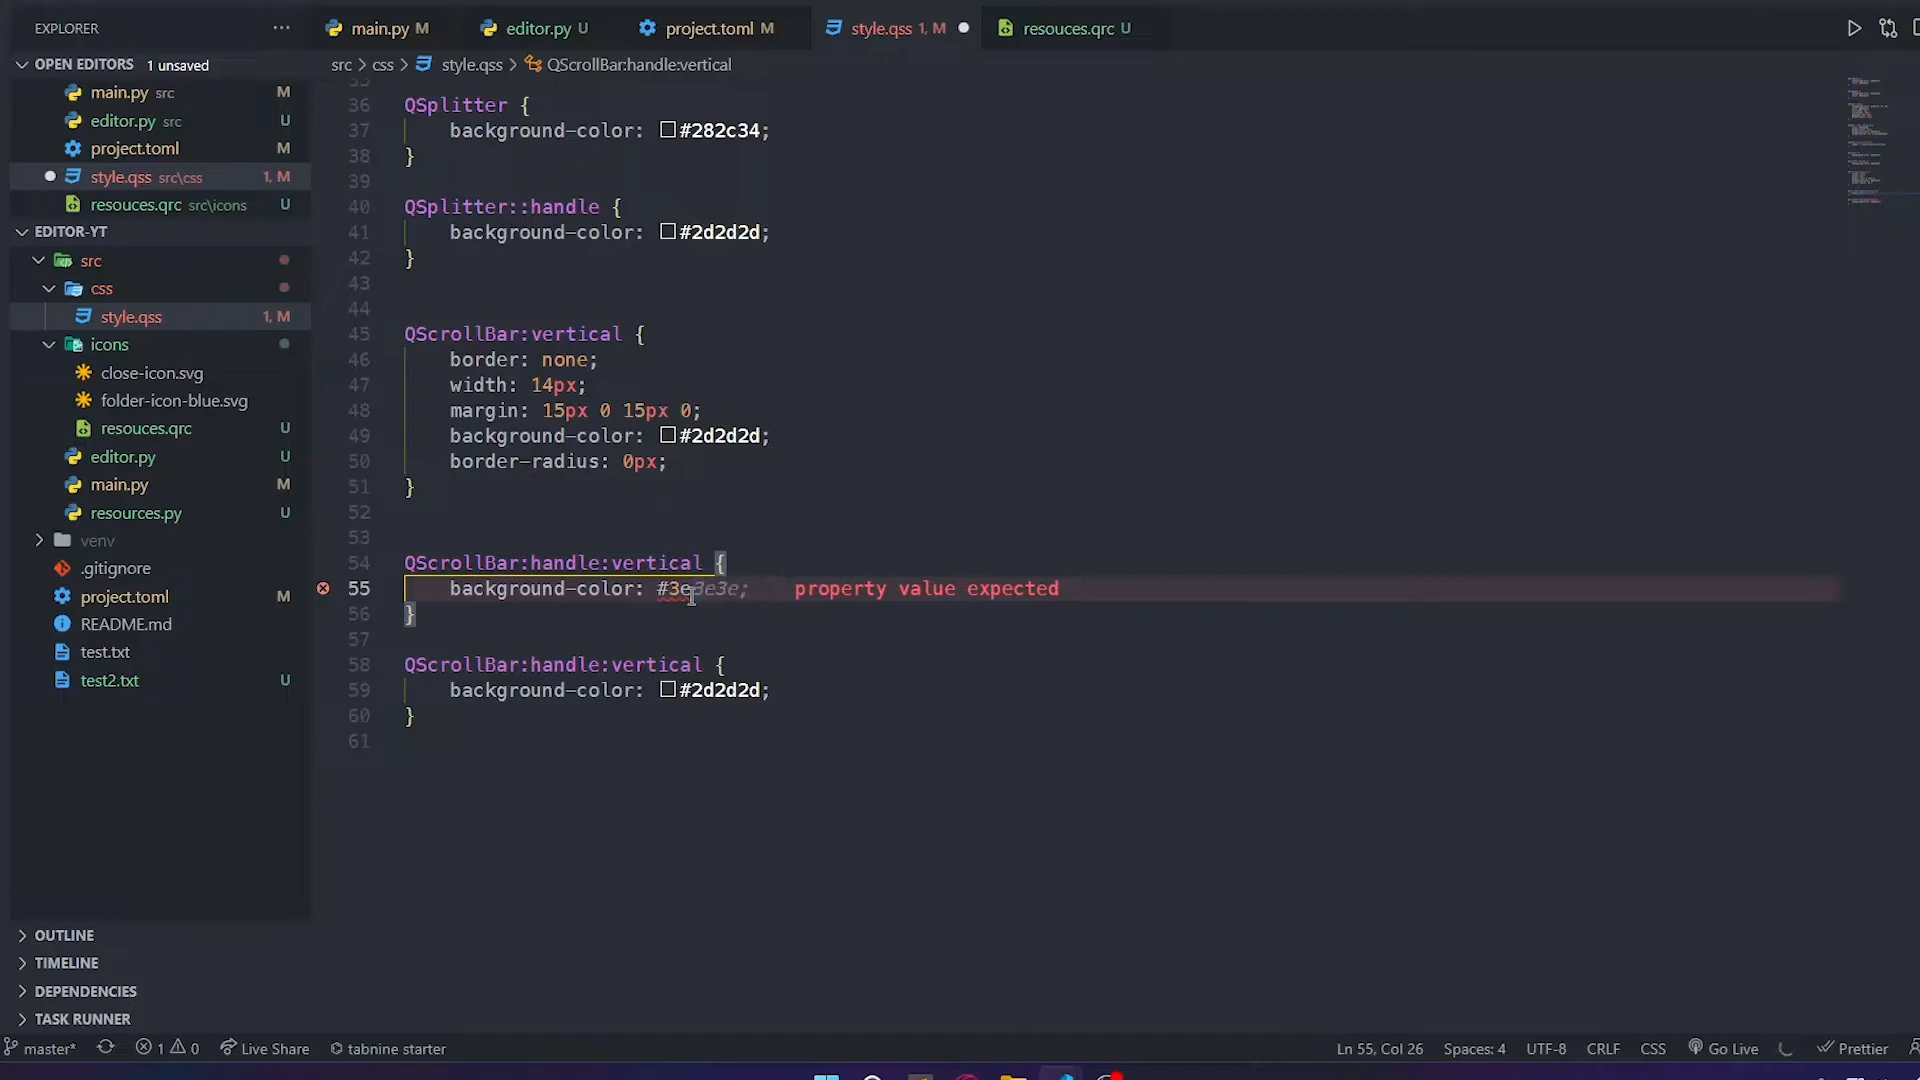 EXPLORER
main.py M
editor.py U
project.toml M
style.qss 1, M
resouces.qrc U
OPEN EDITORS 1 unsaved
src > css > style.qss > QScrollBar:handle:vertical
main.py src M
editor.py src U
project.toml M
style.qss src\css 1, M
resouces.qrc src\icons U
EDITOR-YT
src
css
style.qss 1, M
icons
close-icon.svg
folder-icon-blue.svg
resouces.qrc U
editor.py U
main.py M
resources.py U
venv
.gitignore
project.toml M
README.md
test.txt
test2.txt U
OUTLINE
TIMELINE
DEPENDENCIES
TASK RUNNER
35
36 QSplitter {
37 background-color: #282c34;
38 }
39
40 QSplitter::handle {
41 background-color: #2d2d2d;
42 }
43
44
45 QScrollBar:vertical {
46 border: none;
47 width: 14px;
48 margin: 15px 0 15px 0;
49 background-color: #2d2d2d;
50 border-radius: 0px;
51 }
52
53
54 QScrollBar:handle:vertical {
55 background-color: #3e3e3e; property value expected
56 }
57
58 QScrollBar:handle:vertical {
59 background-color: #2d2d2d;
60 }
61
master* 1 0 Live Share tabnine starter Ln 55, Col 26 Spaces: 4 UTF-8 CRLF CSS Go Live Prettier